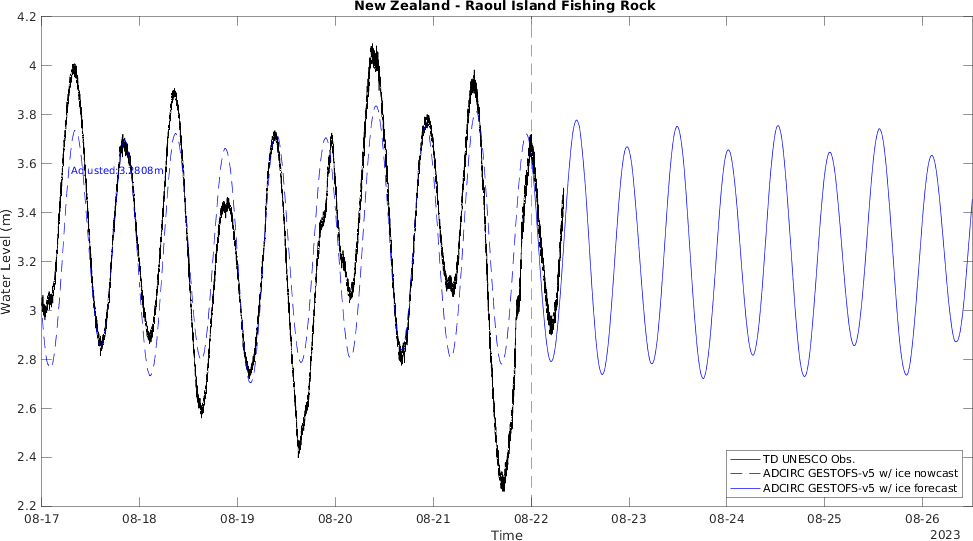 New Zealand - Raoul Island Fishing Rock
4.2
4
3.8
3.6
3.4
3.2
3
2.8
2.6
2.4
2.2
Water Level (m)
Adjusted:3.2808m
TD UNESCO Obs.
ADCIRC GESTOFS-v5 w/ ice nowcast
ADCIRC GESTOFS-v5 w/ ice forecast
08-17 08-18 08-19 08-20 08-21 08-22 08-23 08-24 08-25 08-26
Time
2023